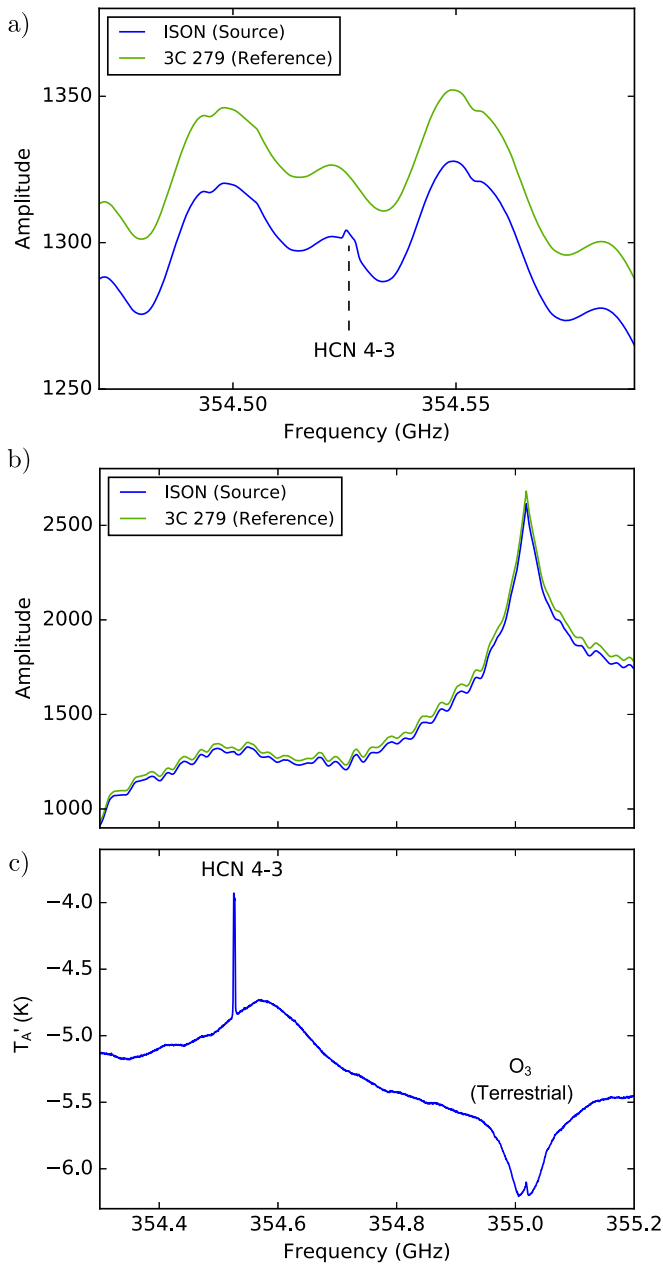 a)
ISON (Source)
3C 279 (Reference)
1350
1300
1250
Amplitude
HCN 4-3
354.50
354.55
Frequency (GHz)
b)
ISON (Source)
3C 279 (Reference)
2500
2000
1500
1000
Amplitude
c)
HCN 4-3
−4.0
−4.5
−5.0
−5.5
−6.0
T_A' (K)
O₃
(Terrestrial)
354.4
354.6
354.8
355.0
355.2
Frequency (GHz)